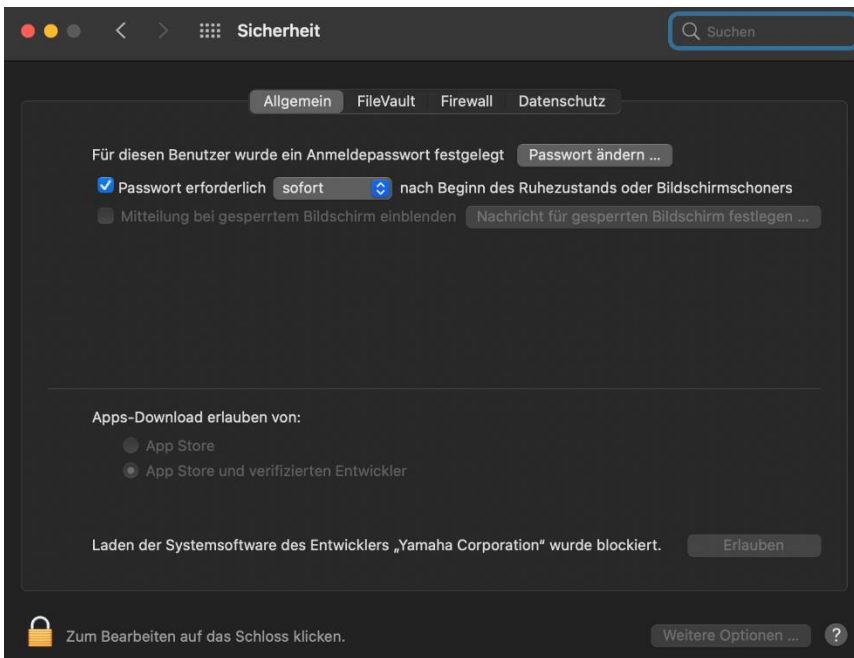 Sicherheit
Suchen
Allgemein FileVault Firewall Datenschutz
Für diesen Benutzer wurde ein Anmeldepasswort festgelegt Passwort ändern ...
Passwort erforderlich sofort nach Beginn des Ruhezustands oder Bildschirmschoners
Mitteilung bei gesperrtem Bildschirm einblenden Nachricht für gesperrten Bildschirm festlegen ...
Apps-Download erlauben von:
App Store
App Store und verifizierten Entwickler
Laden der Systemsoftware des Entwicklers „Yamaha Corporation“ wurde blockiert. Erlauben
Zum Bearbeiten auf das Schloss klicken. Weitere Optionen ... ?